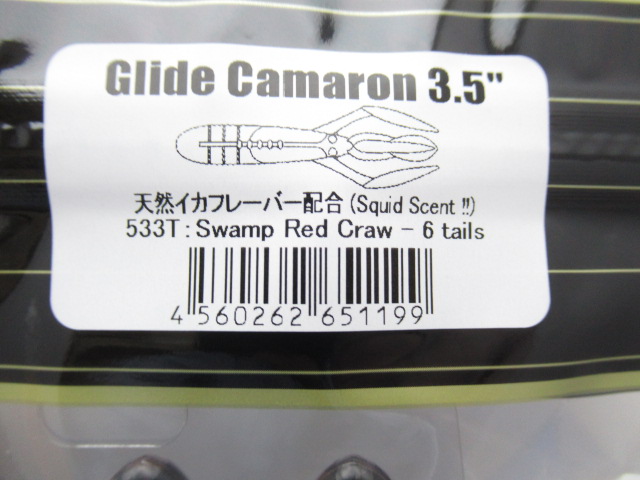 Glide Camaron 3.5"
天然イカフレーバー配合 (Squid Scent !!)
533T: Swamp Red Craw - 6 tails
4 560262 651199